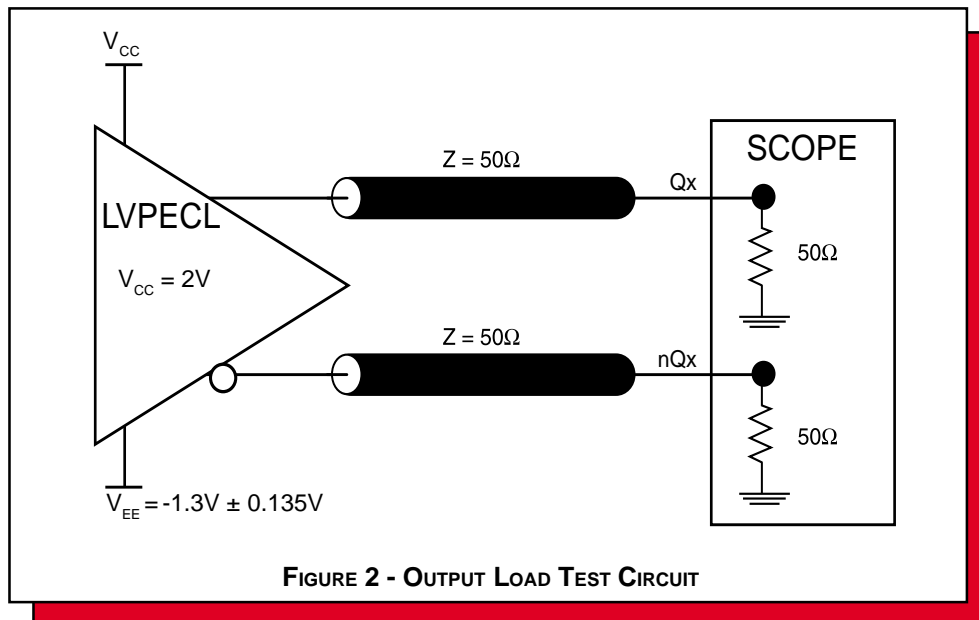 VCC
Z = 50Ω
SCOPE
Qx
LVPECL
50Ω
VCC = 2V
Z = 50Ω
nQx
50Ω
VEE = -1.3V ± 0.135V
FIGURE 2 - OUTPUT LOAD TEST CIRCUIT